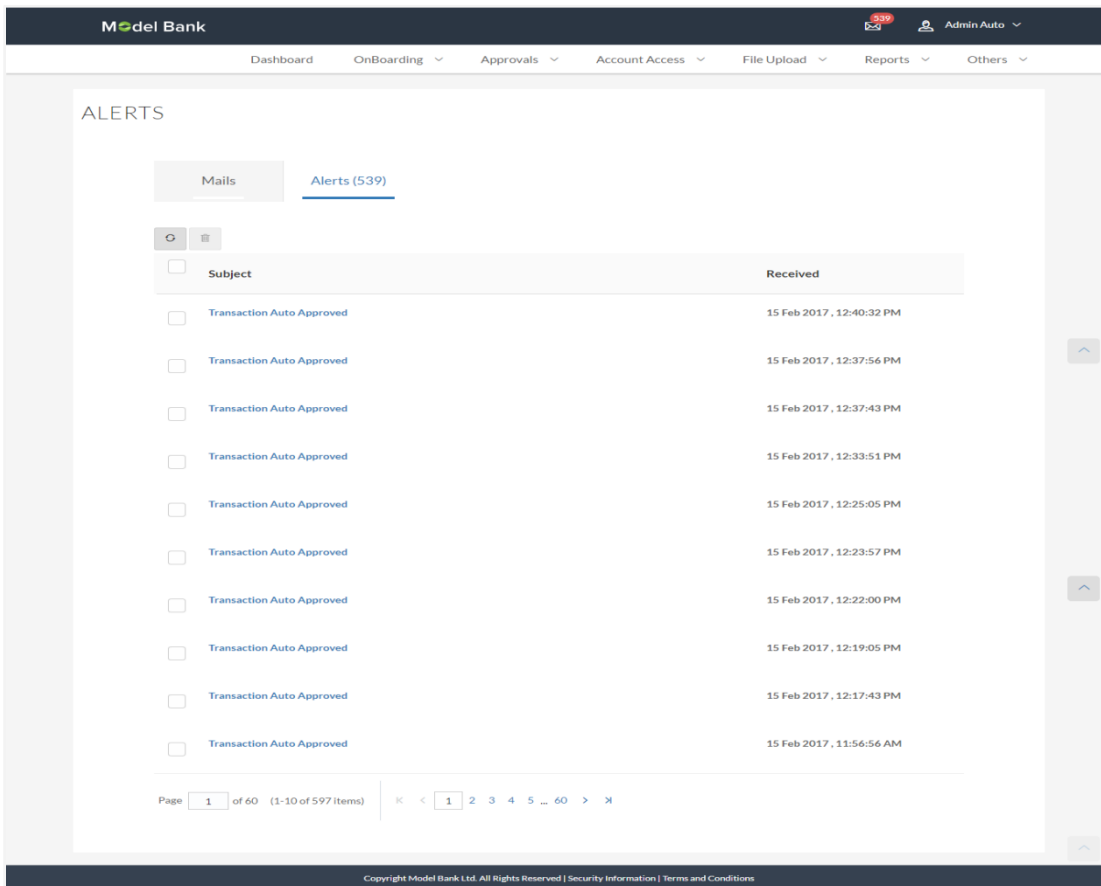 Model Bank
539
Admin Auto
Dashboard OnBoarding Approvals Account Access File Upload Reports Others
ALERTS
Mails Alerts (539)
Subject Received
Transaction Auto Approved 15 Feb 2017 , 12:40:32 PM
Transaction Auto Approved 15 Feb 2017 , 12:37:56 PM
Transaction Auto Approved 15 Feb 2017 , 12:37:43 PM
Transaction Auto Approved 15 Feb 2017 , 12:33:51 PM
Transaction Auto Approved 15 Feb 2017 , 12:25:05 PM
Transaction Auto Approved 15 Feb 2017 , 12:23:57 PM
Transaction Auto Approved 15 Feb 2017 , 12:22:00 PM
Transaction Auto Approved 15 Feb 2017 , 12:19:05 PM
Transaction Auto Approved 15 Feb 2017 , 12:17:43 PM
Transaction Auto Approved 15 Feb 2017 , 11:56:56 AM
Page 1 of 60 (1-10 of 597 items) 1 2 3 4 5 ... 60
Copyright Model Bank Ltd. All Rights Reserved | Security Information | Terms and Conditions